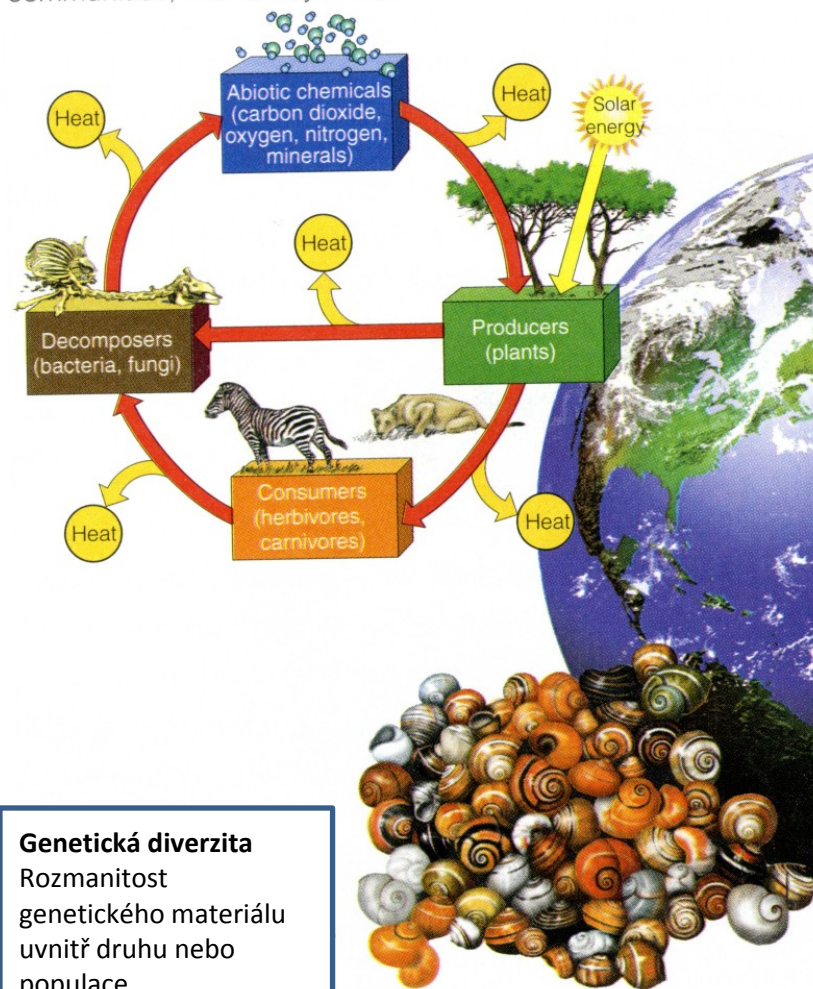 Abiotic chemicals
(carbon dioxide,
oxygen, nitrogen,
minerals)
Heat
Heat
Solar
energy
Heat
Decomposers
(bacteria, fungi)
Producers
(plants)
Consumers
(herbivores,
carnivores)
Heat
Heat
Genetická diverzita
Rozmanitost
genetického materiálu
uvnitř druhu nebo
populace